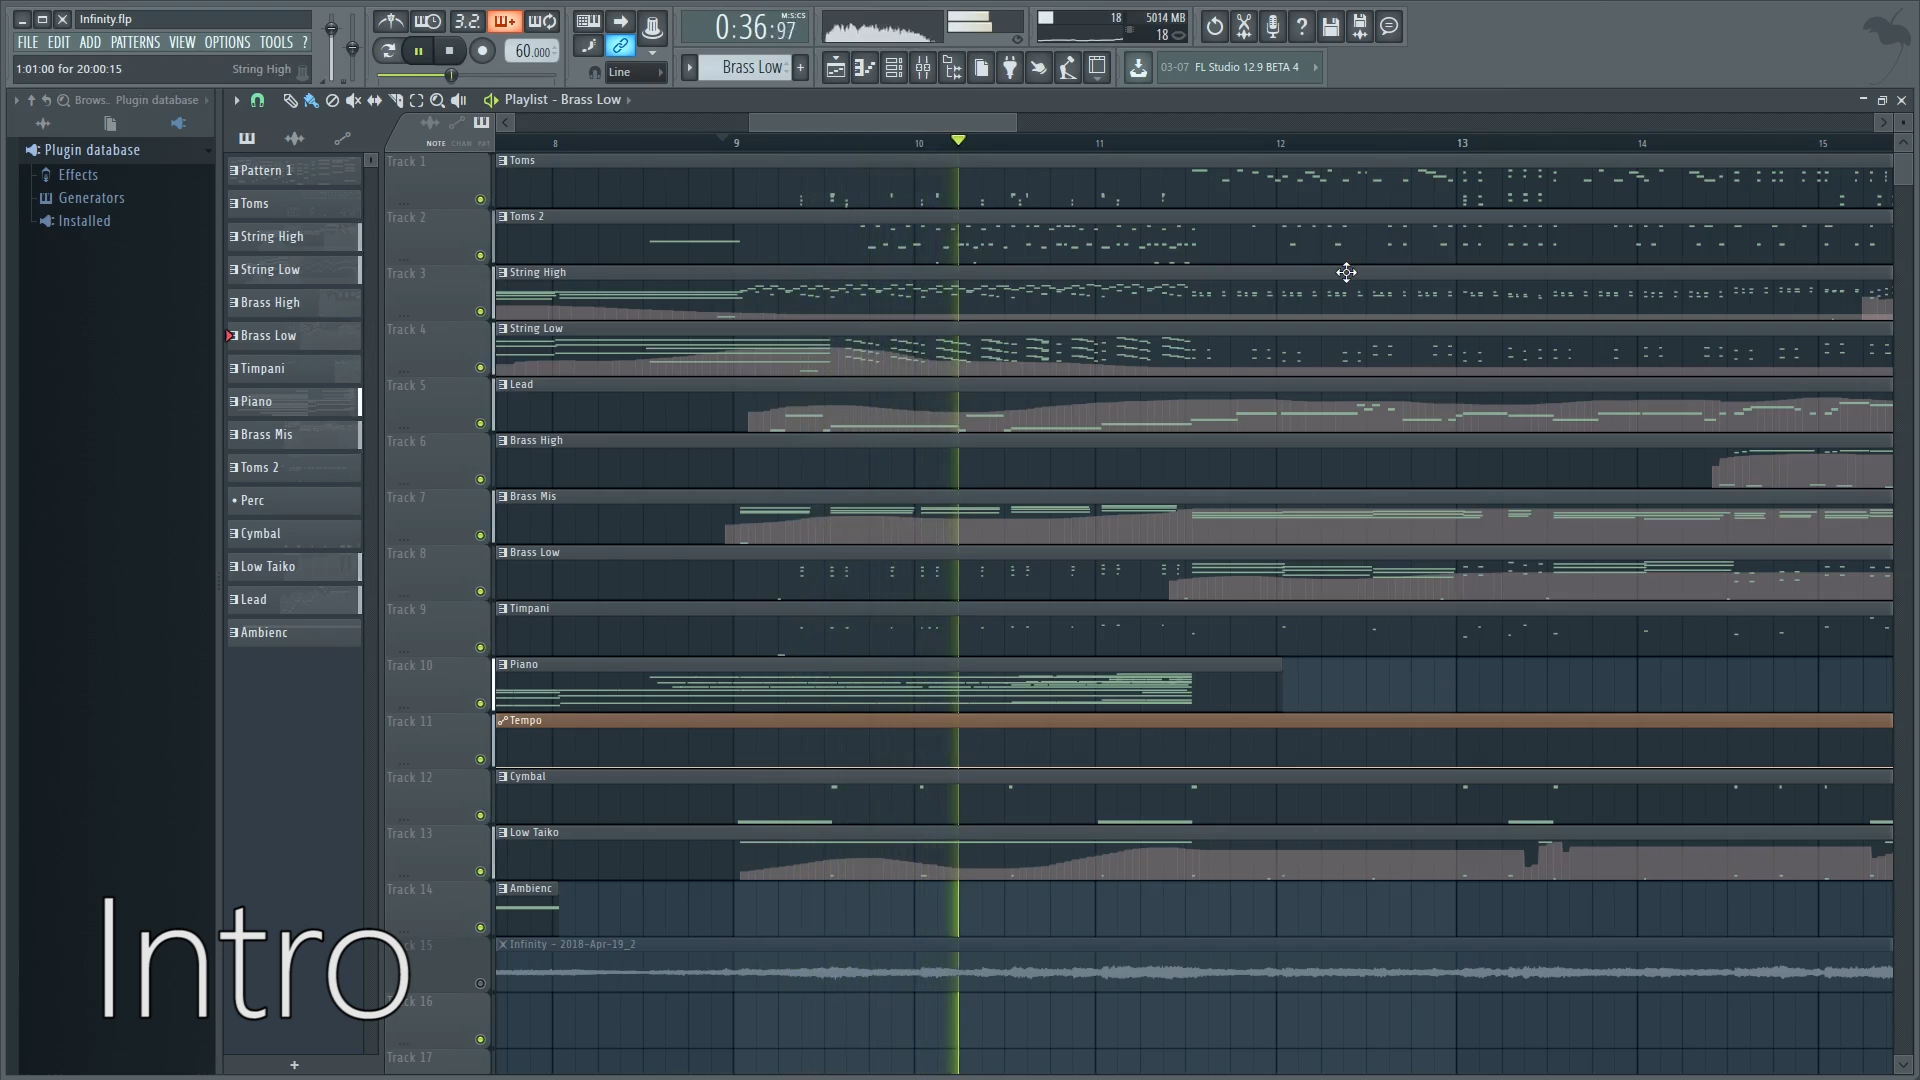 Infinity.flp
FILE EDIT ADD PATTERNS VIEW OPTIONS TOOLS ?
1:01:00 for 20:00:15 String High
3.2.
60.000
Line
0:36:97
M:S:CS
Brass Low
18
5014 MB
18
03-07 FL Studio 12.9 BETA 4
Brows.. Plugin database
Plugin database
Effects
Generators
Installed
Playlist - Brass Low
NOTE CHAN PAT
8 9 10 11 12 13 14 15
Pattern 1
Toms
String High
String Low
Brass High
Brass Low
Timpani
Piano
Brass Mis
Toms 2
Perc
Cymbal
Low Taiko
Lead
Ambienc
Track 1 Toms
Track 2 Toms 2
Track 3 String High
Track 4 String Low
Track 5 Lead
Track 6 Brass High
Track 7 Brass Mis
Track 8 Brass Low
Track 9 Timpani
Track 10 Piano
Track 11 Tempo
Track 12 Cymbal
Track 13 Low Taiko
Track 14 Ambienc
15 Infinity - 2018-Apr-19_2
Track 16
Track 17
Intro